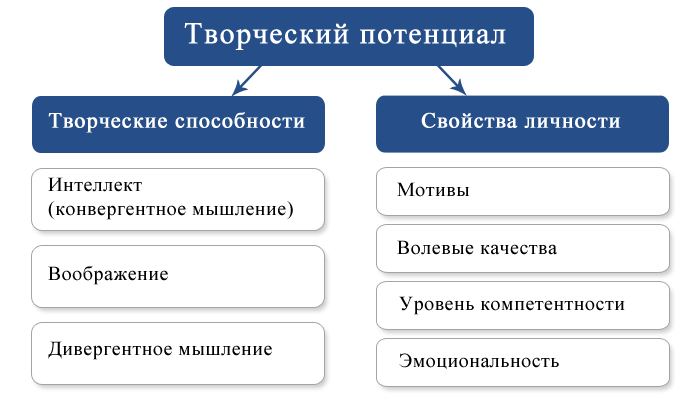 Творческий потенциал
Творческие способности
Интеллект
(конвергентное мышление)
Воображение
Дивергентное мышление
Свойства личности
Мотивы
Волевые качества
Уровень компетентности
Эмоциональность